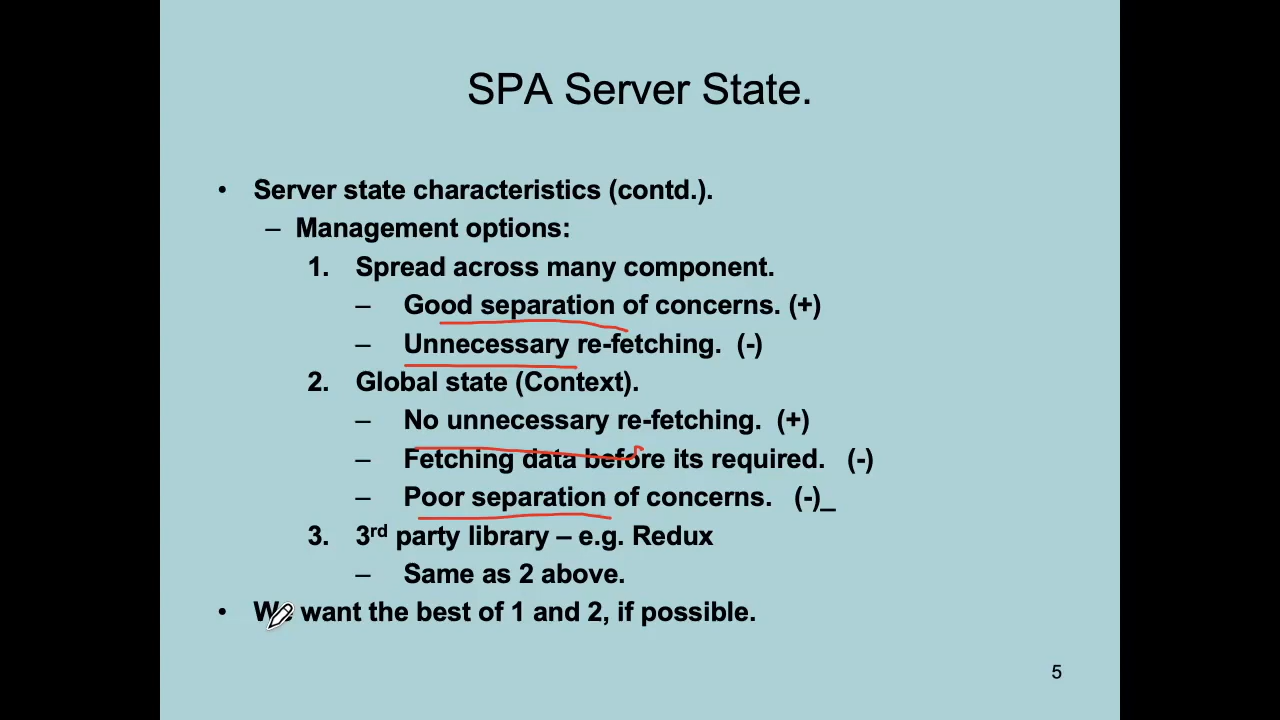 SPA Server State.
• Server state characteristics (contd.).
– Management options:
1. Spread across many component.
– Good separation of concerns. (+)
– Unnecessary re-fetching. (-)
2. Global state (Context).
– No unnecessary re-fetching. (+)
– Fetching data before its required. (-)
– Poor separation of concerns. (-)_
3. 3rd party library – e.g. Redux
– Same as 2 above.
• want the best of 1 and 2, if possible.
5